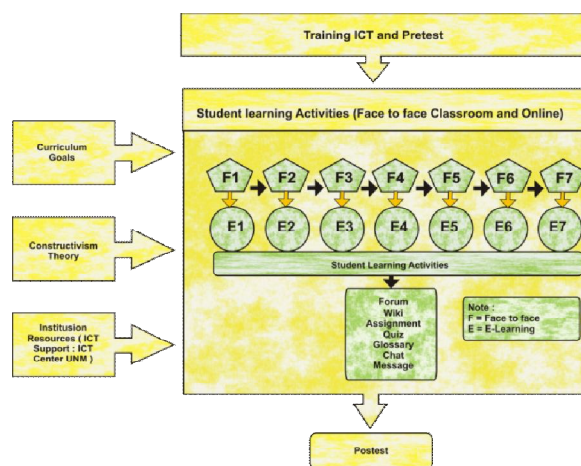 Training ICT and Pretest
Student learning Activities (Face to face Classroom and Online)
Curriculum
Goals
Constructivism
Theory
Institusion
Resources ( ICT
Support : ICT
Center UNM )
F1 F2 F3 F4 F5 F6 F7
E1 E2 E3 E4 E5 E6 E7
Student Learning Activities
Forum
Wiki
Assignment
Quiz
Glossary
Chat
Message
Note :
F = Face to face
E = E-Learning
Postest